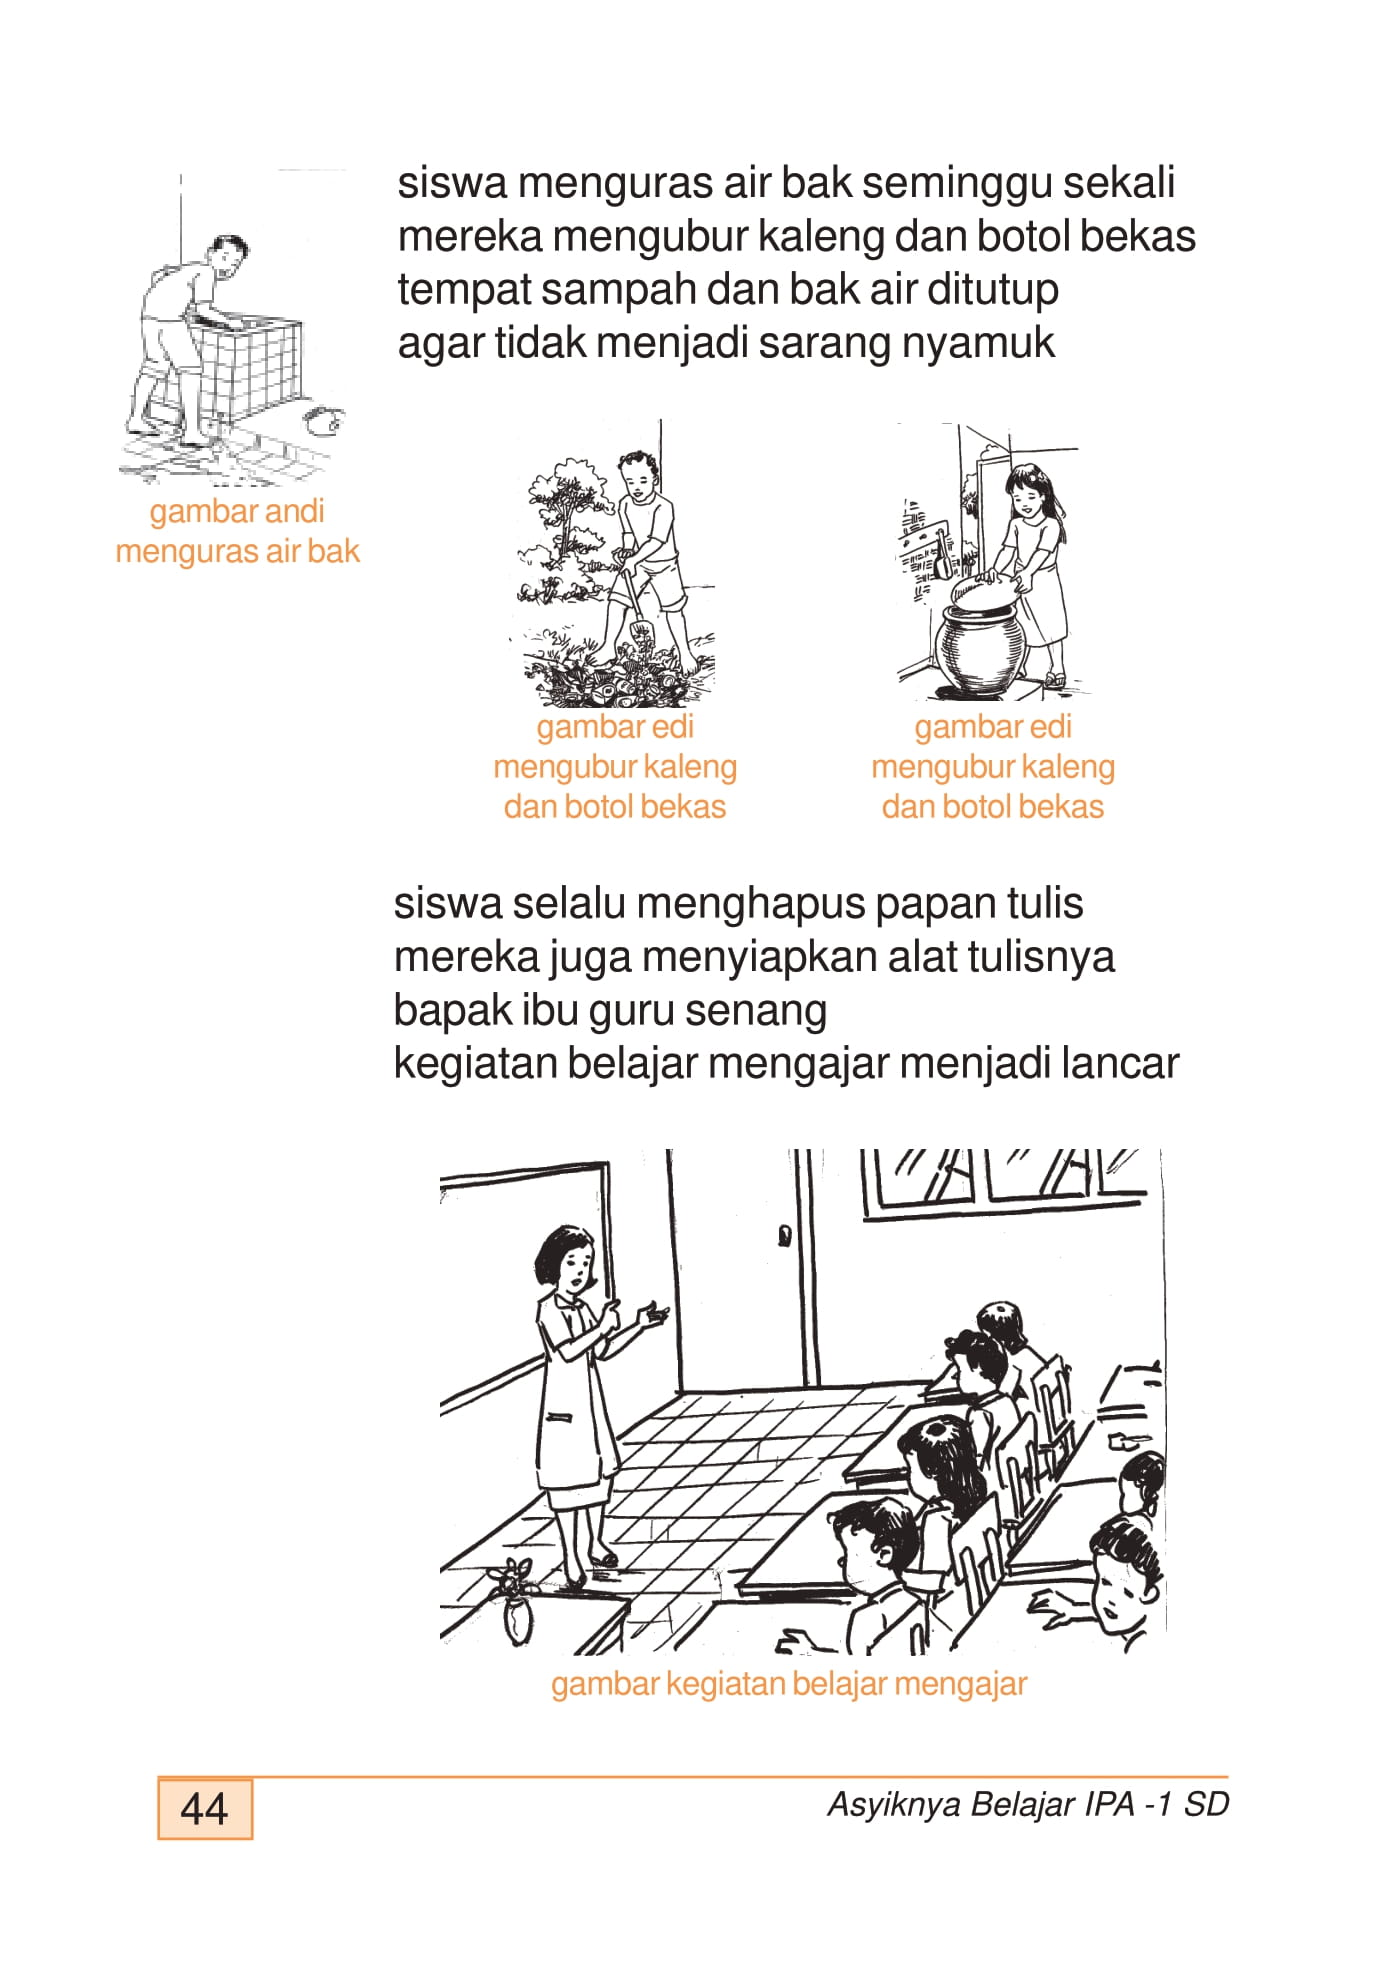 siswa menguras air bak seminggu sekali
mereka mengubur kaleng dan botol bekas
tempat sampah dan bak air ditutup
agar tidak menjadi sarang nyamuk
gambar andi
menguras air bak
gambar edi
mengubur kaleng
dan botol bekas
gambar edi
mengubur kaleng
dan botol bekas
siswa selalu menghapus papan tulis
mereka juga menyiapkan alat tulisnya
bapak ibu guru senang
kegiatan belajar mengajar menjadi lancar
gambar kegiatan belajar mengajar
44
Asyiknya Belajar IPA -1 SD